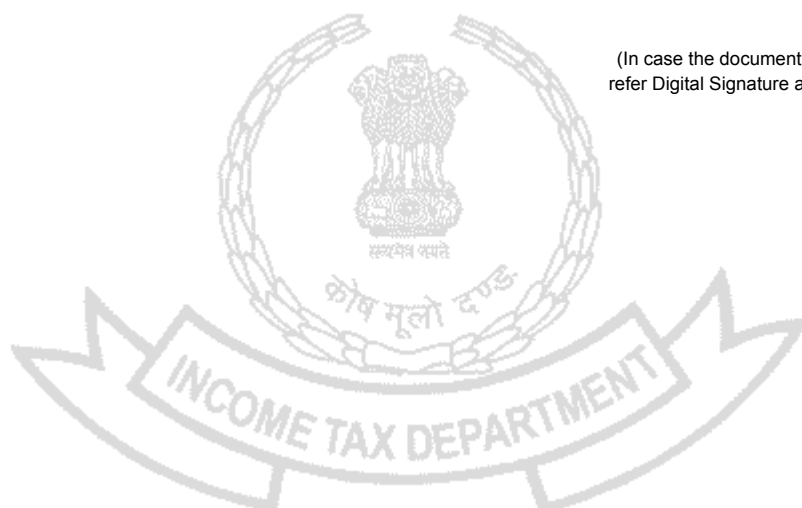 (In case the document
refer Digital Signature a
सत्यमेव जयते
कोष मूलो दण्ड:
INCOME TAX DEPARTMENT